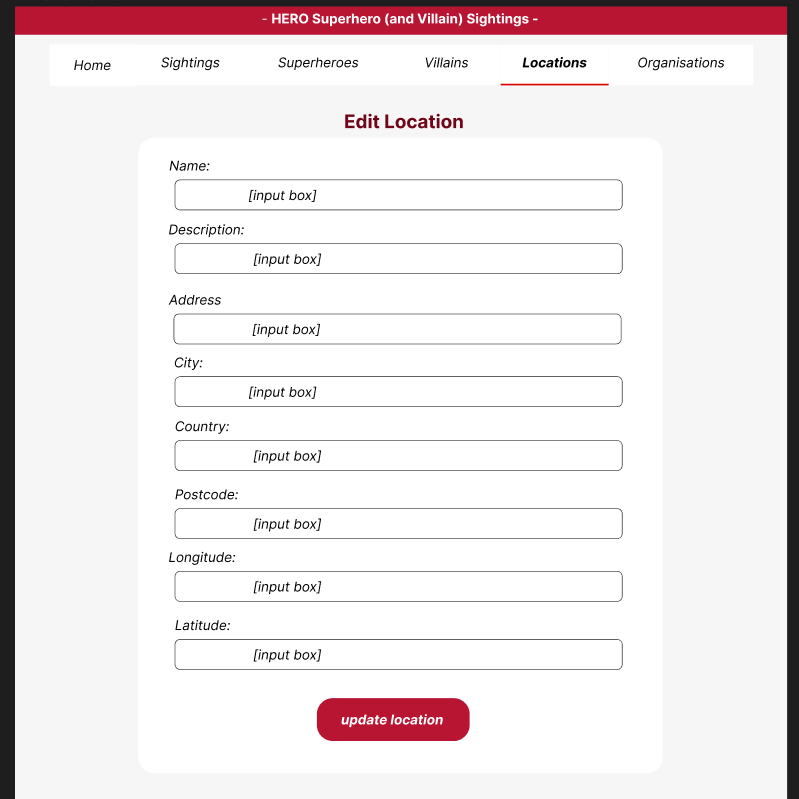 - HERO Superhero (and Villain) Sightings -
Home Sightings Superheroes Villains Locations Organisations
Edit Location
Name:
[input box]
Description:
[input box]
Address
[input box]
City:
[input box]
Country:
[input box]
Postcode:
[input box]
Longitude:
[input box]
Latitude:
[input box]
update location